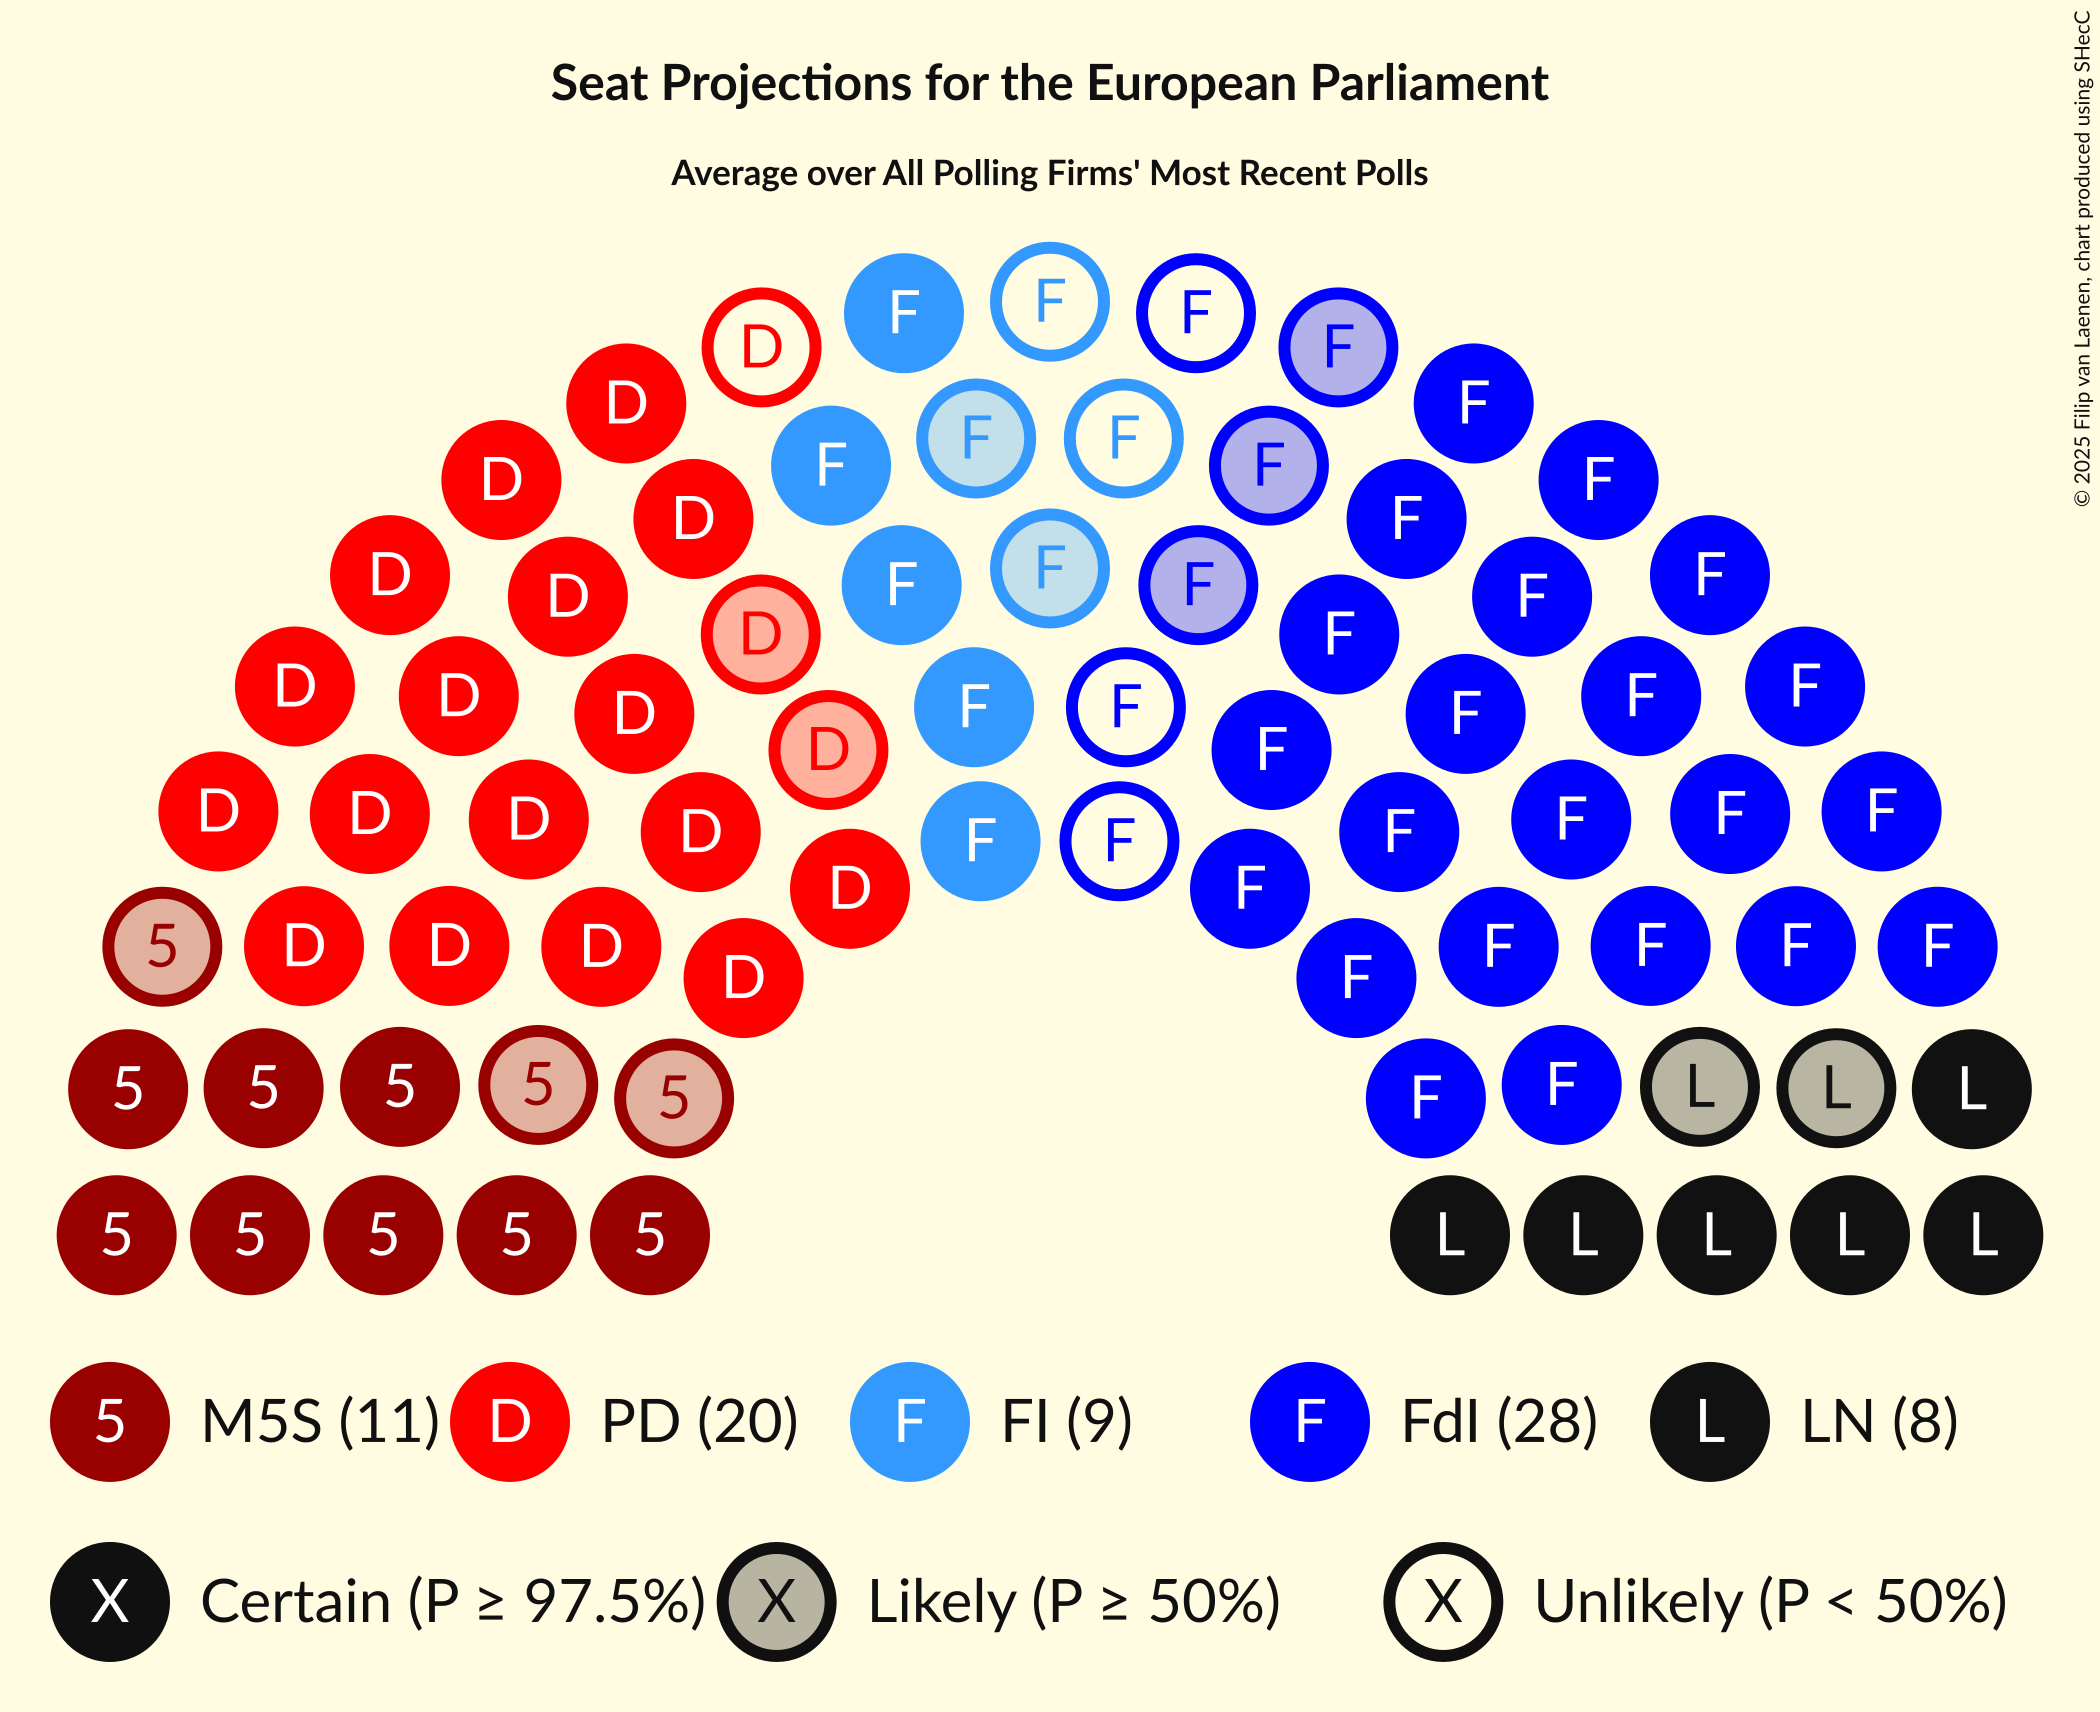 Seat Projections for the European Parliament
Average over All Polling Firms' Most Recent Polls
© 2025 Filip van Laenen, chart produced using SHecC
F
F F
D F
F F
D F F F F
D F
D F F F
D F F
D F
D F F F
D D F F
D F
D F F F
D D F F
D F F
D D F F
D F F
D F
5 D D D F F F F
D F
5 5 5 5 5 F F L L L
5 5 5 5 5 L L L L L
5 M5S (11) D PD (20) F FI (9) F FdI (28) L LN (8)
X Certain (P ≥ 97.5%) X Likely (P ≥ 50%) X Unlikely (P < 50%)